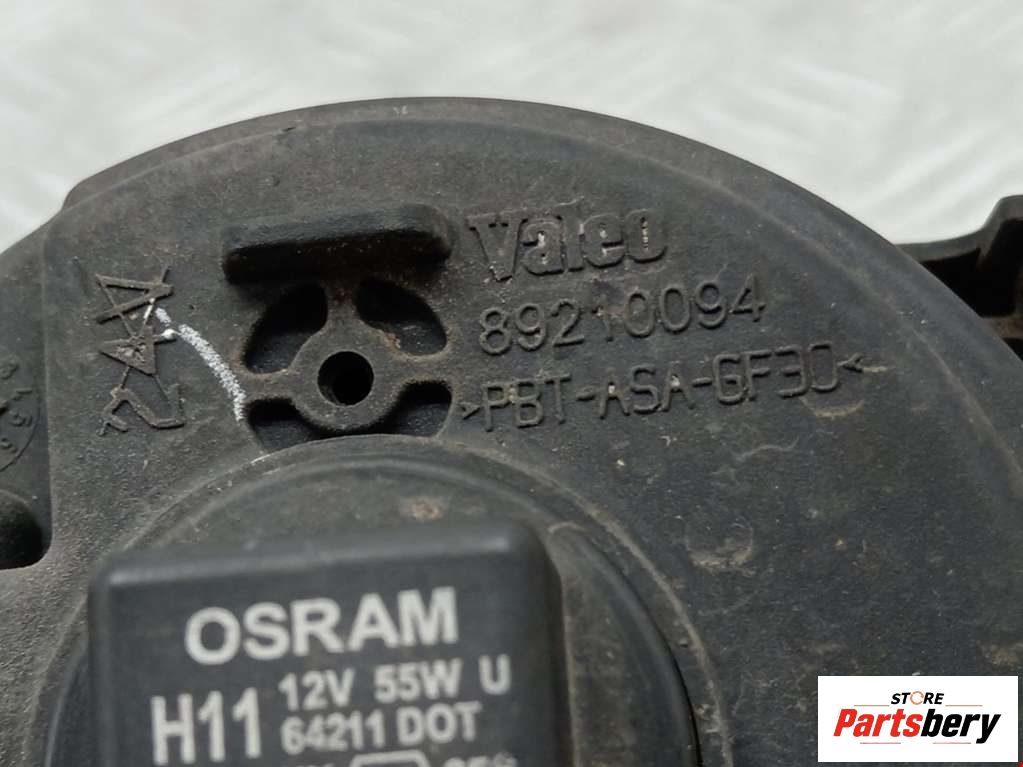 Valeo
89210094
>PBT-ASA-GF30<
OSRAM
H11 12V 55W U
64211 DOT
STORE
Partsbery